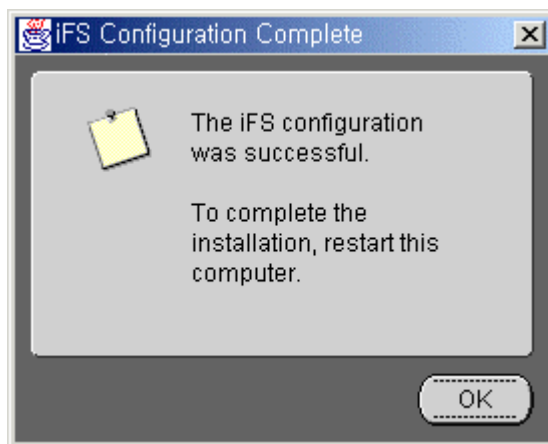 iFS Configuration Complete
The iFS configuration
was successful.
To complete the
installation, restart this
computer.
OK